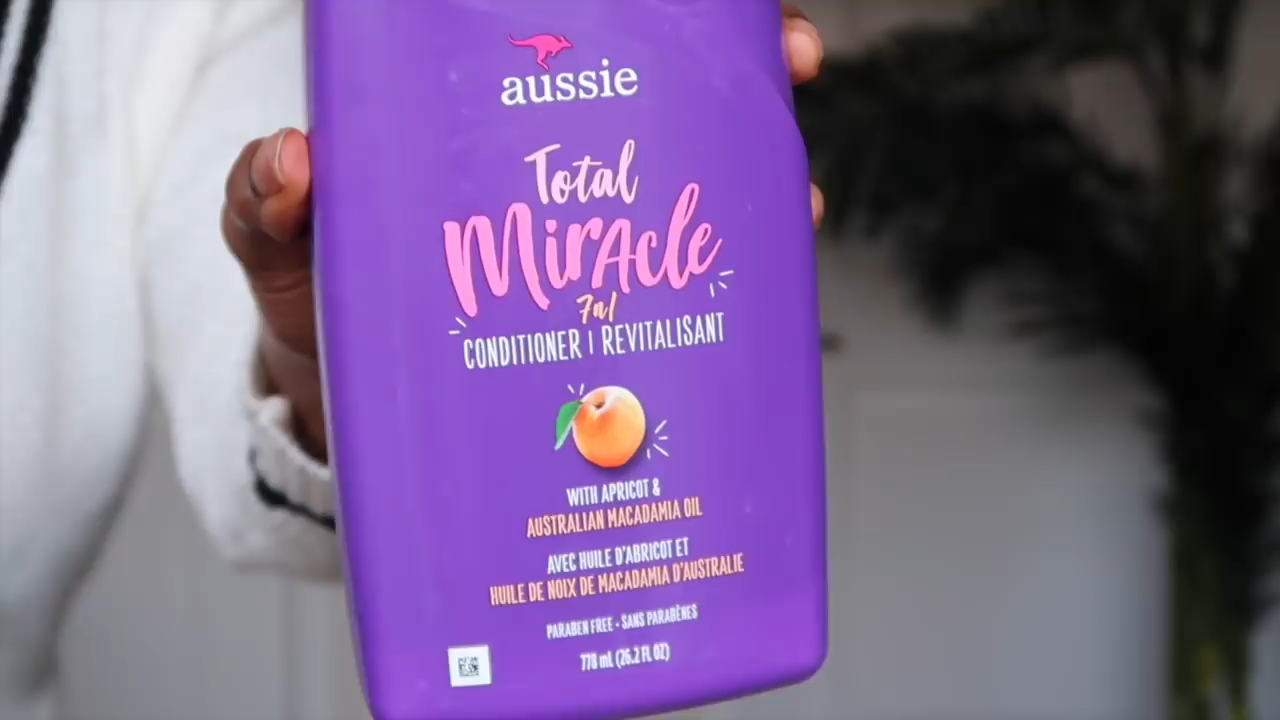 aussie
Total
Miracle
7n1
CONDITIONER | REVITALISANT
WITH APRICOT &
AUSTRALIAN MACADAMIA OIL
AVEC HUILE D'ABRICOT ET
HUILE DE NOIX DE MACADAMIA D'AUSTRALIE
PARABEN FREE - SANS PARABÈNES
778 mL (26.2 FL OZ)